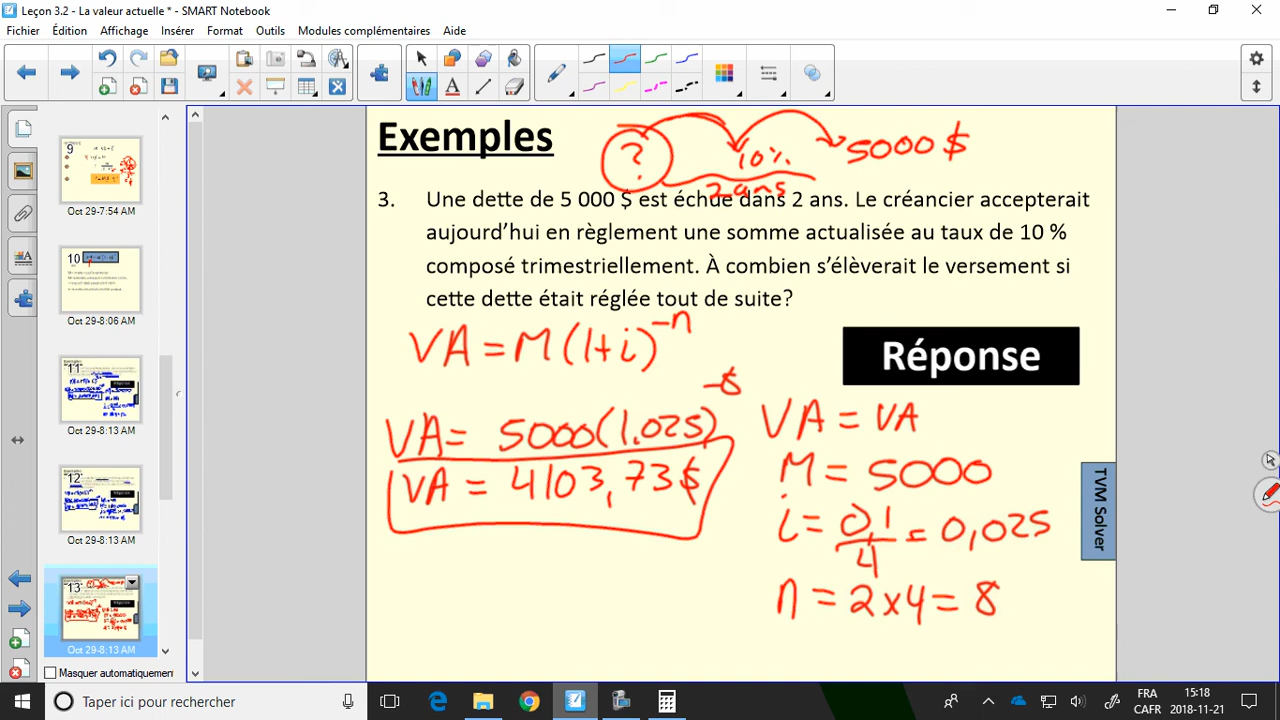 Leçon 3.2 - La valeur actuelle * - SMART Notebook
Fichier Édition Affichage Insérer Format Outils Modules complémentaires Aide
9
Oct 29-7:54 AM
10
Oct 29-8:06 AM
11
Oct 29-8:13 AM
12
Oct 29-8:13 AM
13
Oct 29-8:13 AM
Masquer automatiquement
Exemples
? 10% 5000 $
2 ans
3. Une dette de 5 000 $ est échue dans 2 ans. Le créancier accepterait
aujourd’hui en règlement une somme actualisée au taux de 10 %
composé trimestriellement. À combien s’élèverait le versement si
cette dette était réglée tout de suite?
VA = M(1+i)^-n
Réponse
VA = 5000(1.025)^-8
VA = 4103,73$
VA = VA
M = 5000
i = 0,1/4 = 0,025
n = 2x4 = 8
TVM Solver
Taper ici pour rechercher
FRA
CAFR
15:18
2018-11-21